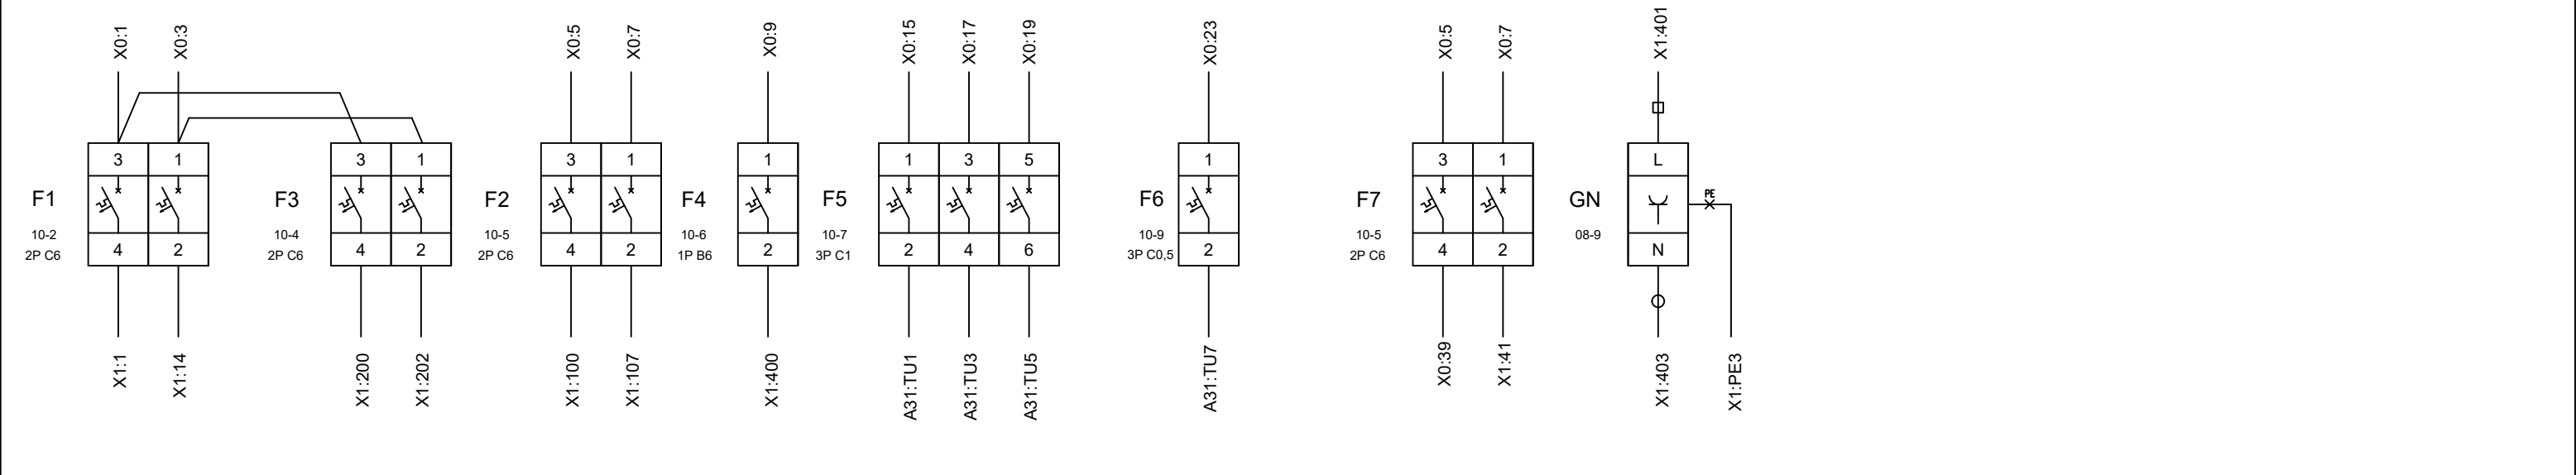 X0:1
X0:3
X0:5
X0:7
X0:9
X0:15
X0:17
X0:19
X0:23
X0:5
X0:7
X1:401
F1
10-2
2P C6
3
1
4
2
F3
10-4
2P C6
3
1
4
2
F2
10-5
2P C6
3
1
4
2
F4
10-6
1P B6
1
2
F5
10-7
3P C1
1
3
5
2
4
6
F6
10-9
3P C0,5
1
2
F7
10-5
2P C6
3
1
4
2
GN
08-9
L
N
PE
X1:1
X1:14
X1:200
X1:202
X1:100
X1:107
X1:400
A31:TU1
A31:TU3
A31:TU5
A31:TU7
X0:39
X1:41
X1:403
X1:PE3